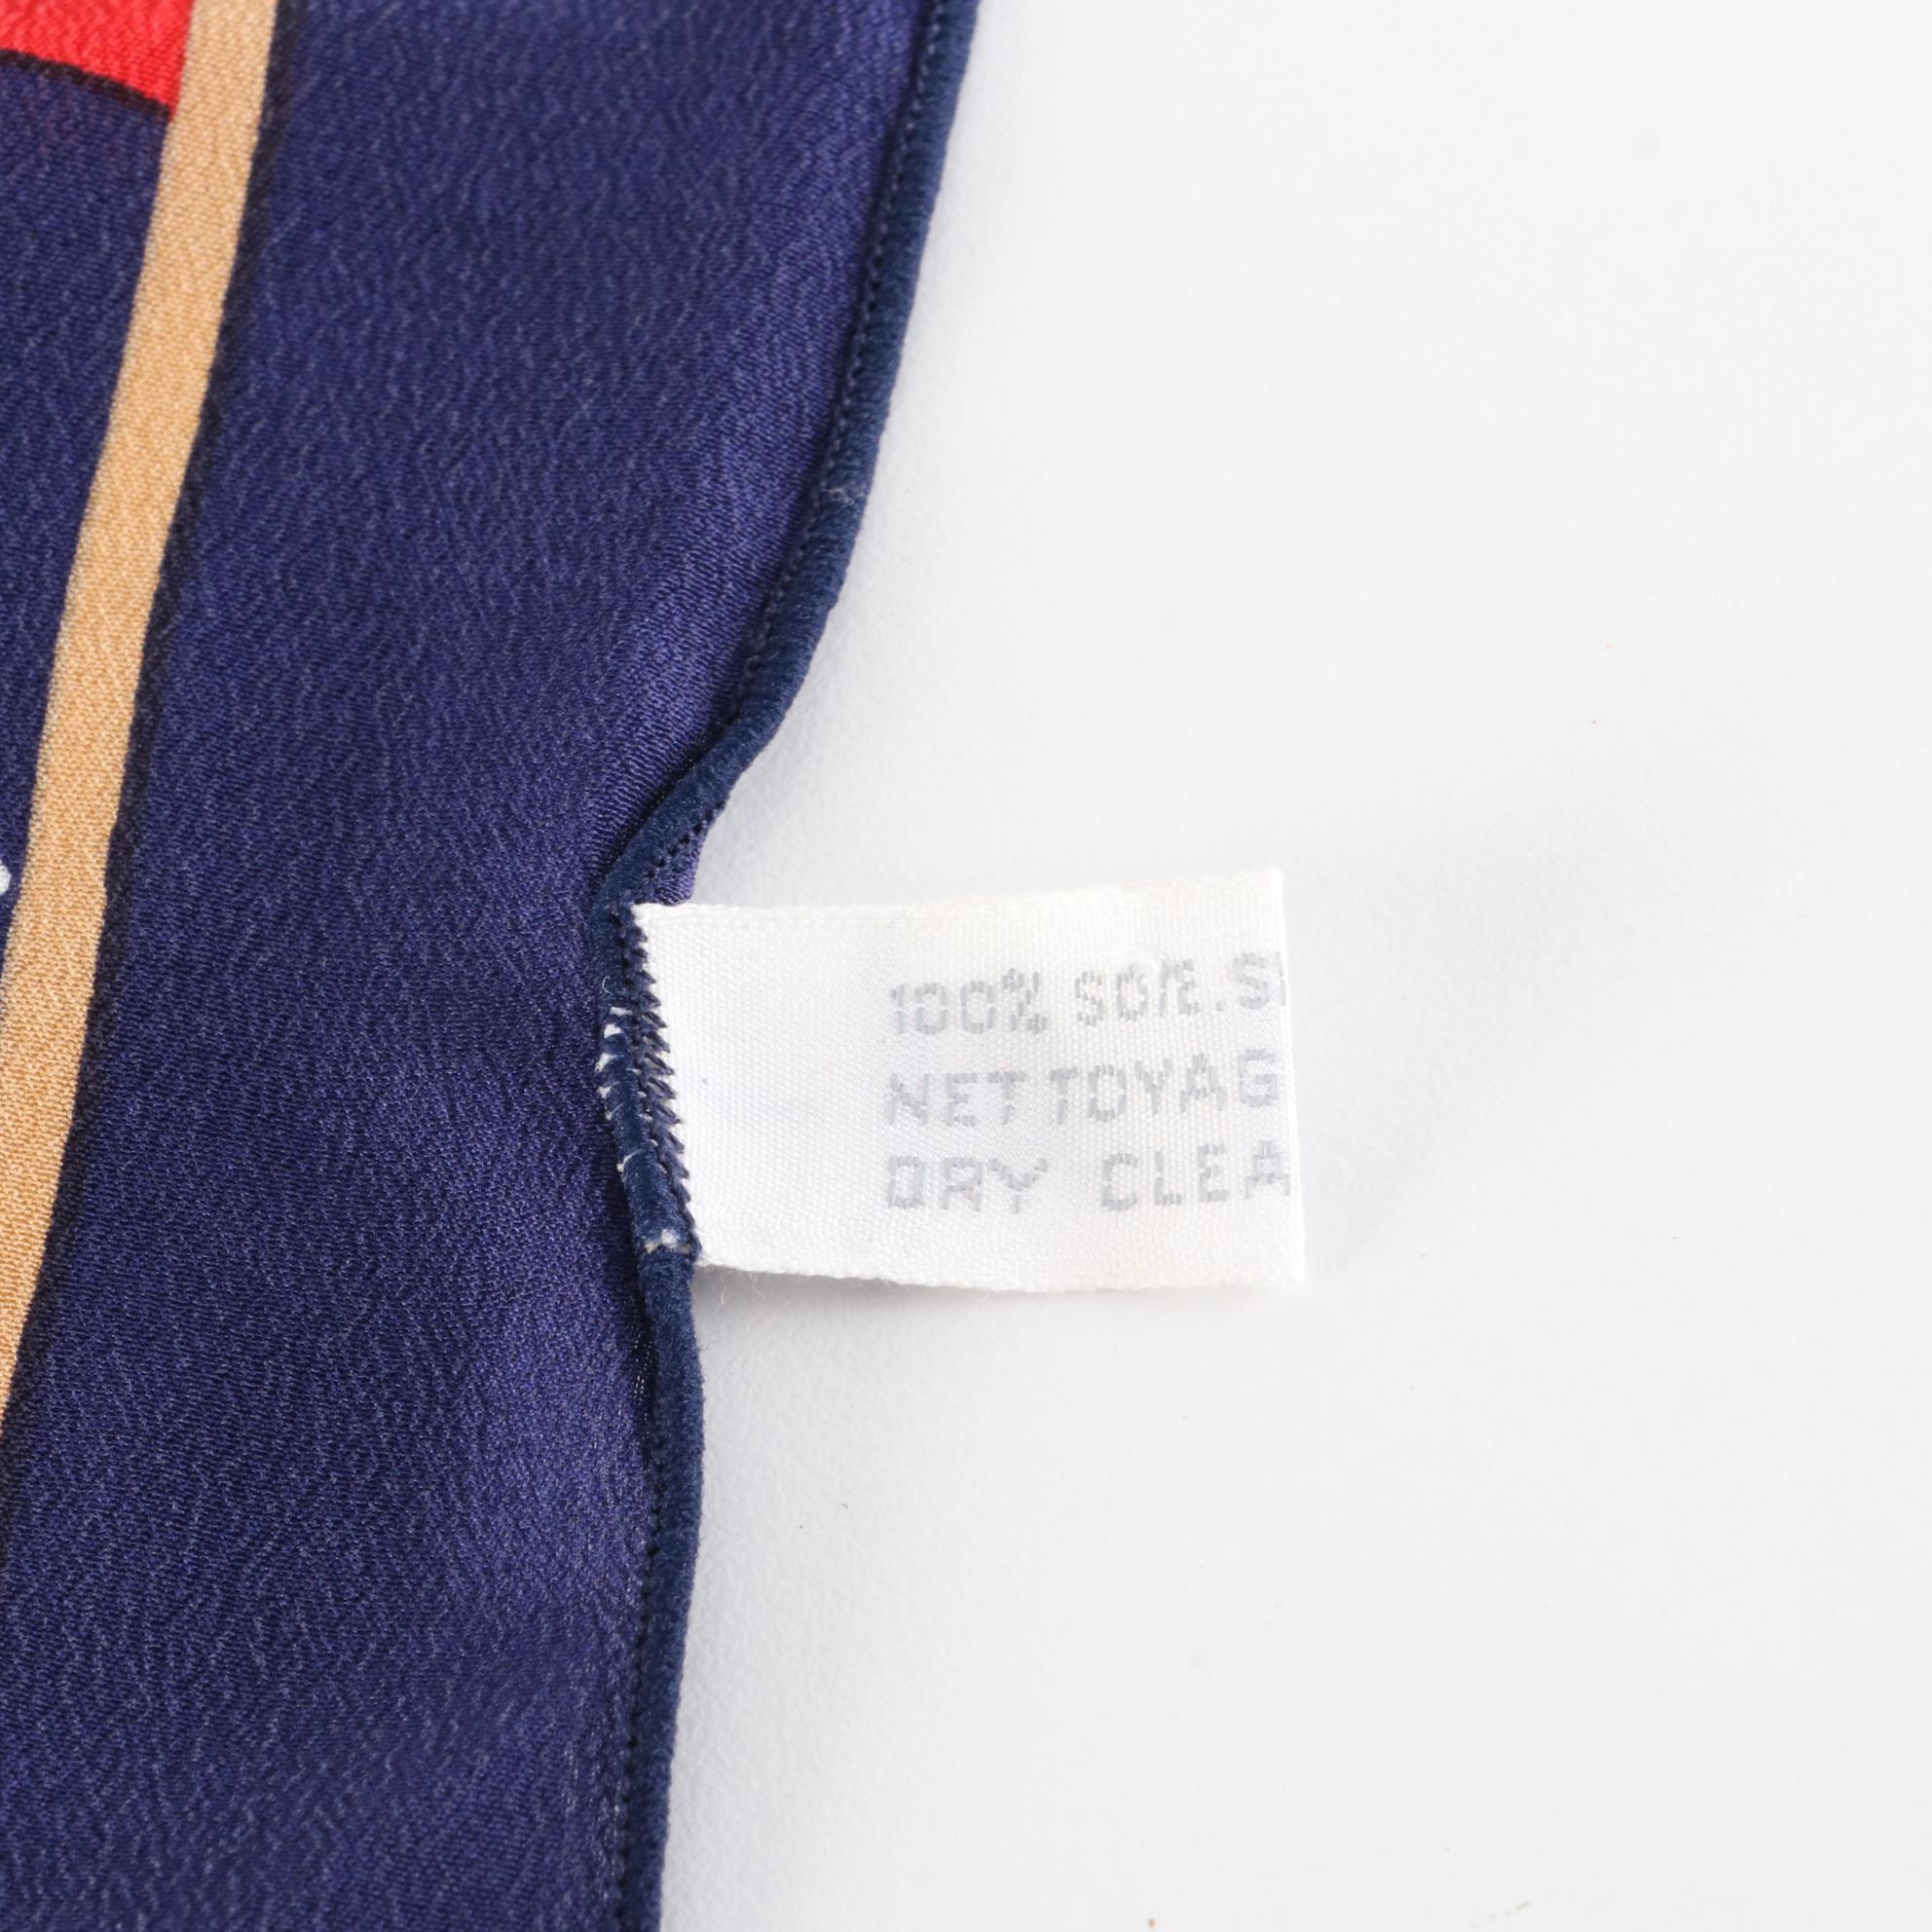 100% SOIE.S
NETTOYAG
DRY CLEA